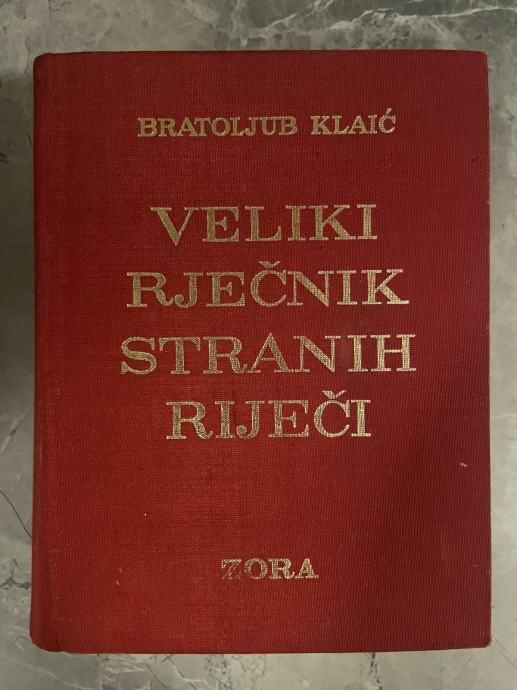 BRATOLJUB KLAIĆ
VELIKI
RJEČNIK
STRANIH
RIJEČI
ZORA